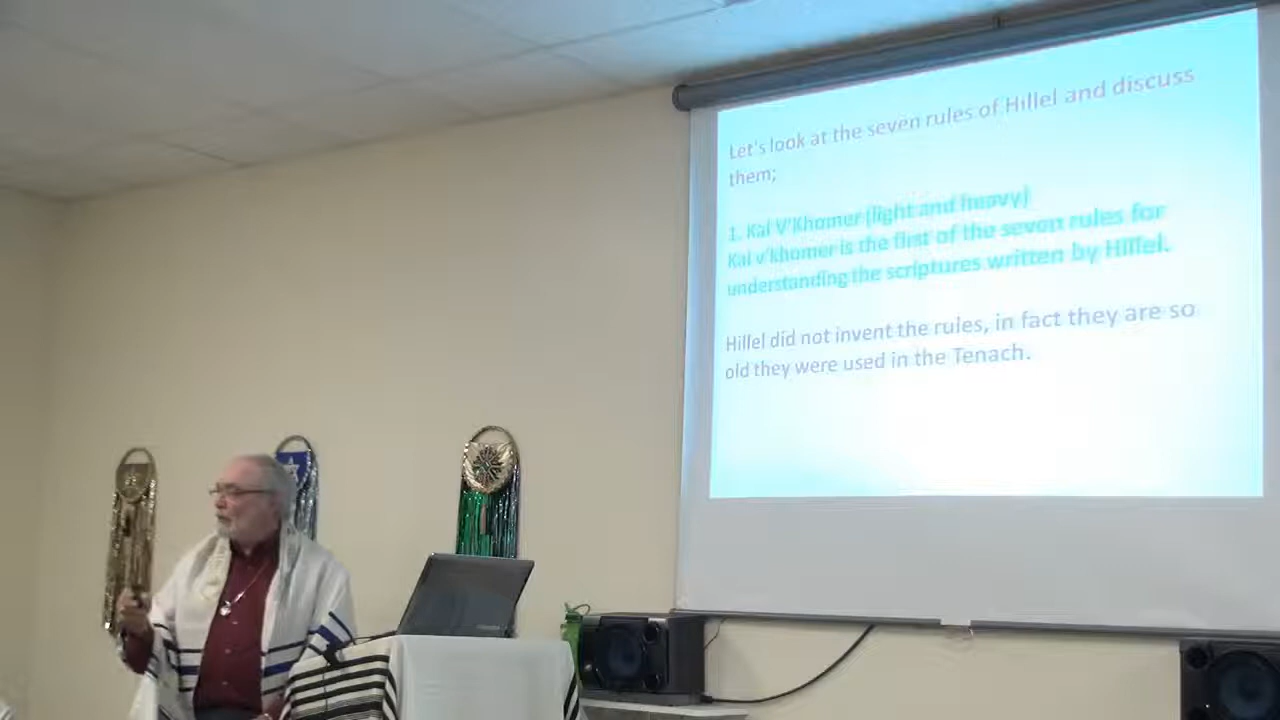 Let's look at the seven rules of Hillel and discuss
them;
1. Kal V'Khomer (light and heavy)
Kal v'khomer is the first of the seven rules for
understanding the scriptures written by Hillel.
Hillel did not invent the rules, in fact they are so
old they were used in the Tenach.